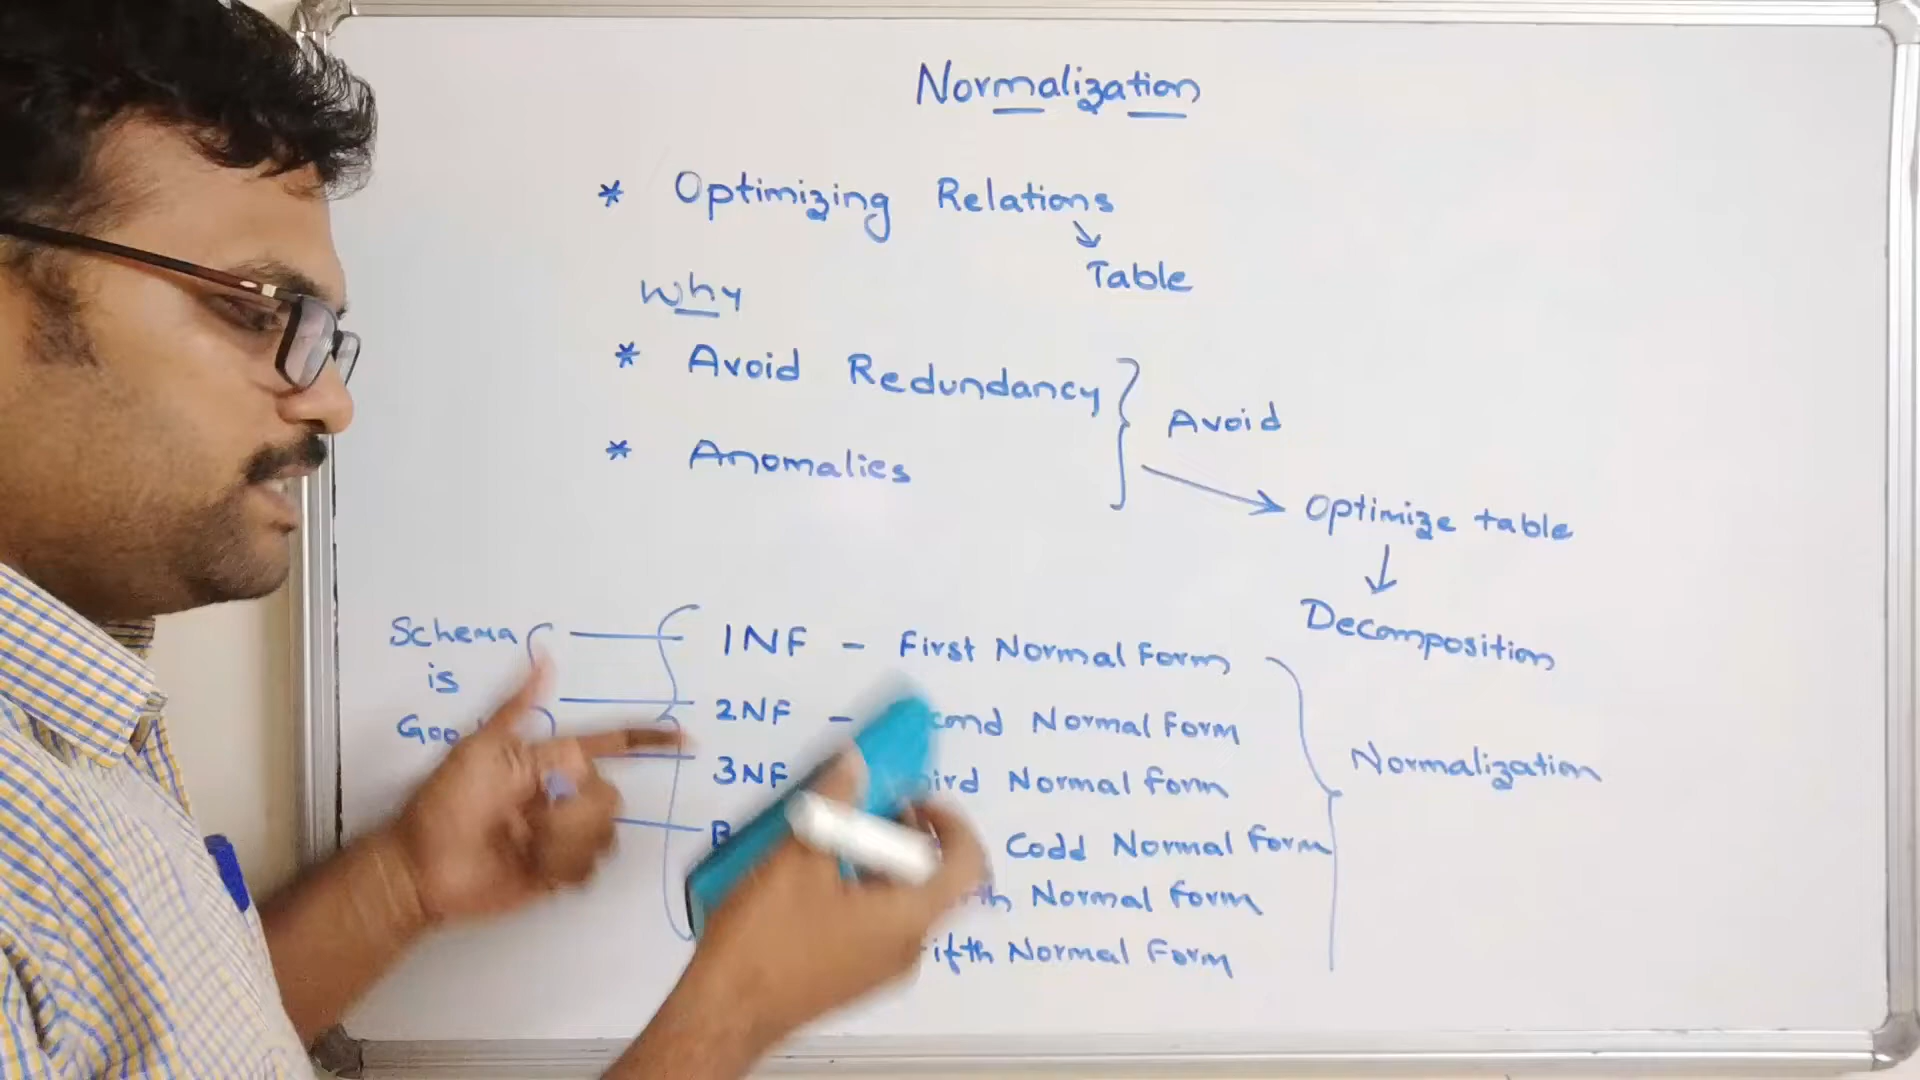 Normalization
* Optimizing Relations
Table
Why
* Avoid Redundancy
* Anomalies
Avoid
Optimize table
Decomposition
Schema
is
1NF - First Normal Form
2NF - Normal Form
3NF Normal Form
Codd Normal Form
Normal Form
Normal Form
Normalization